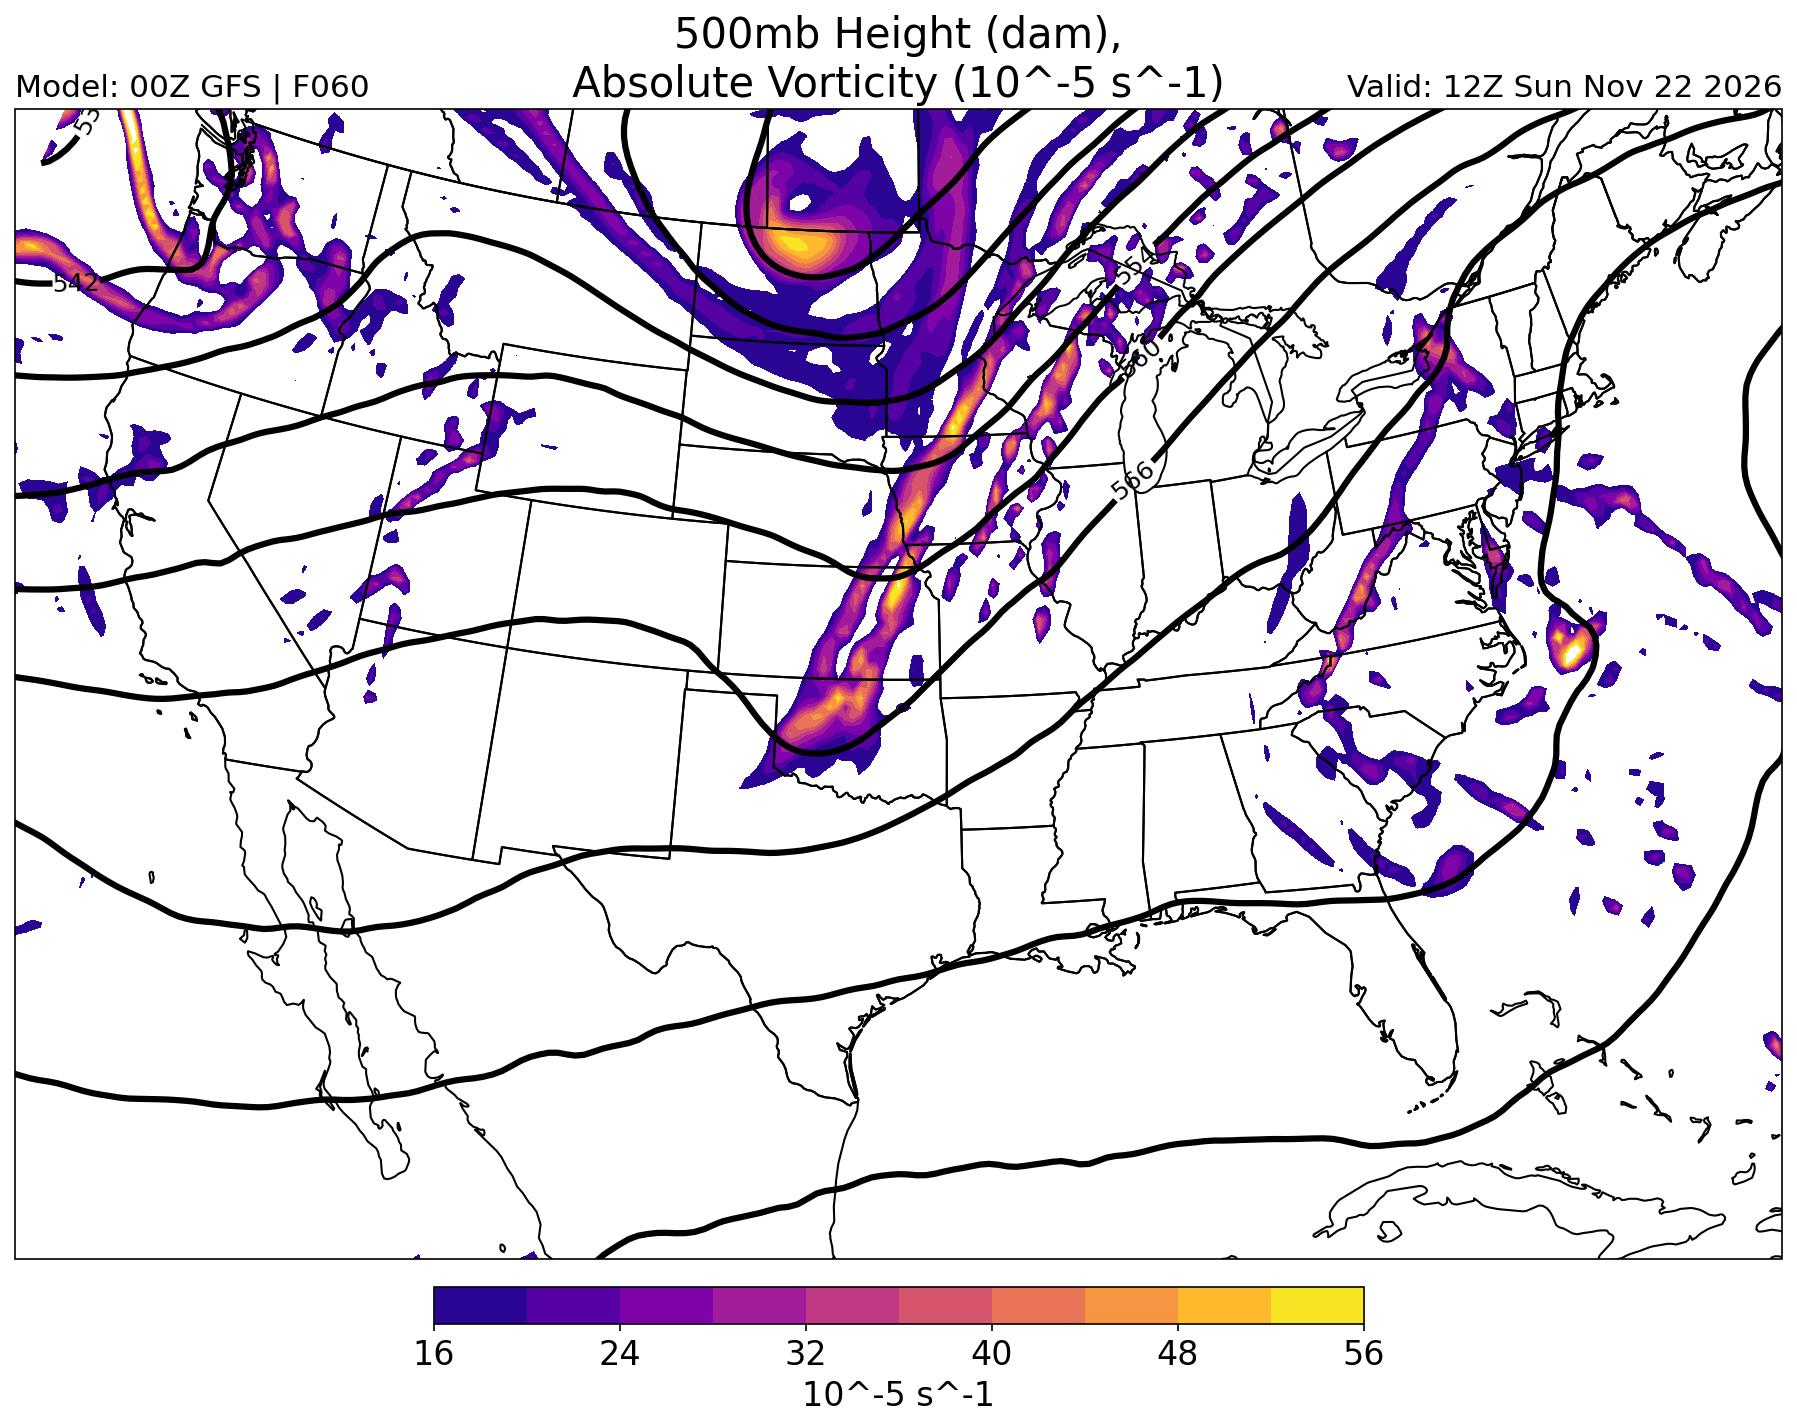 500mb Height (dam),
Absolute Vorticity (10^-5 s^-1)
Model: 00Z GFS | F060
Valid: 12Z Sun Nov 22 2026
542
554
560
566
16 24 32 40 48 56
10^-5 s^-1